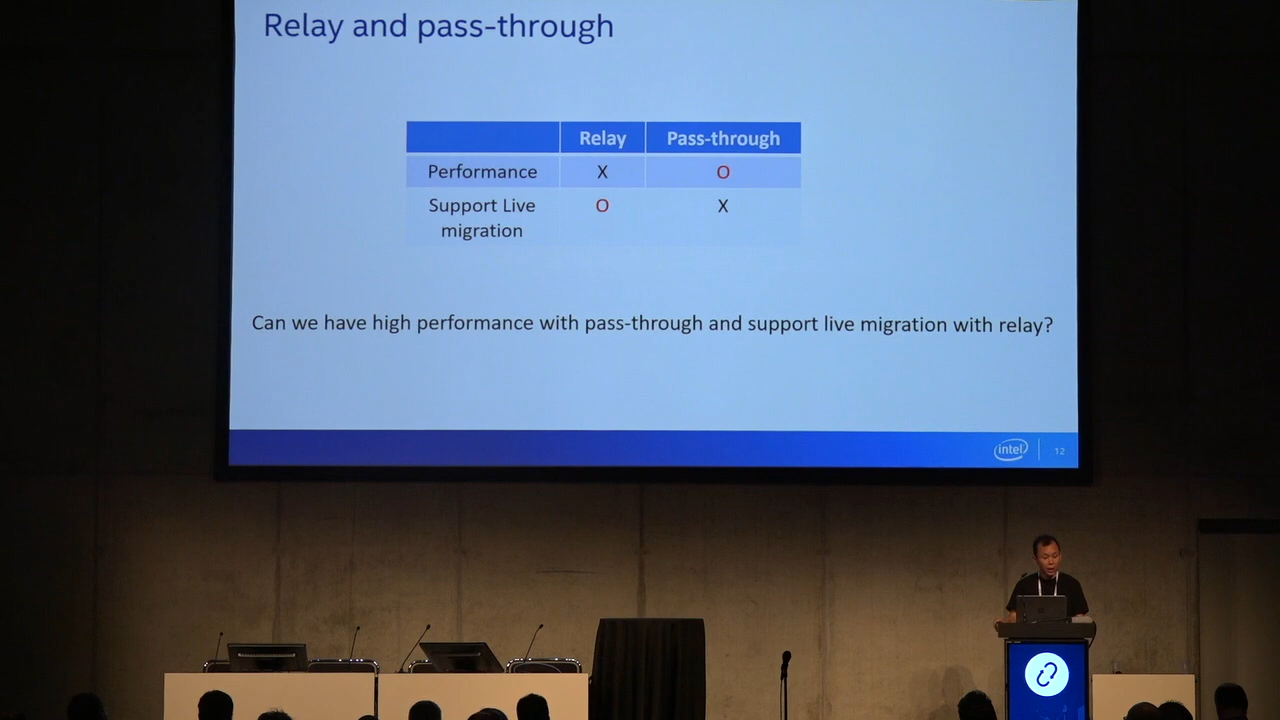 Relay and pass-through
Relay Pass-through
Performance X O
Support Live migration O X
Can we have high performance with pass-through and support live migration with relay?
intel 12